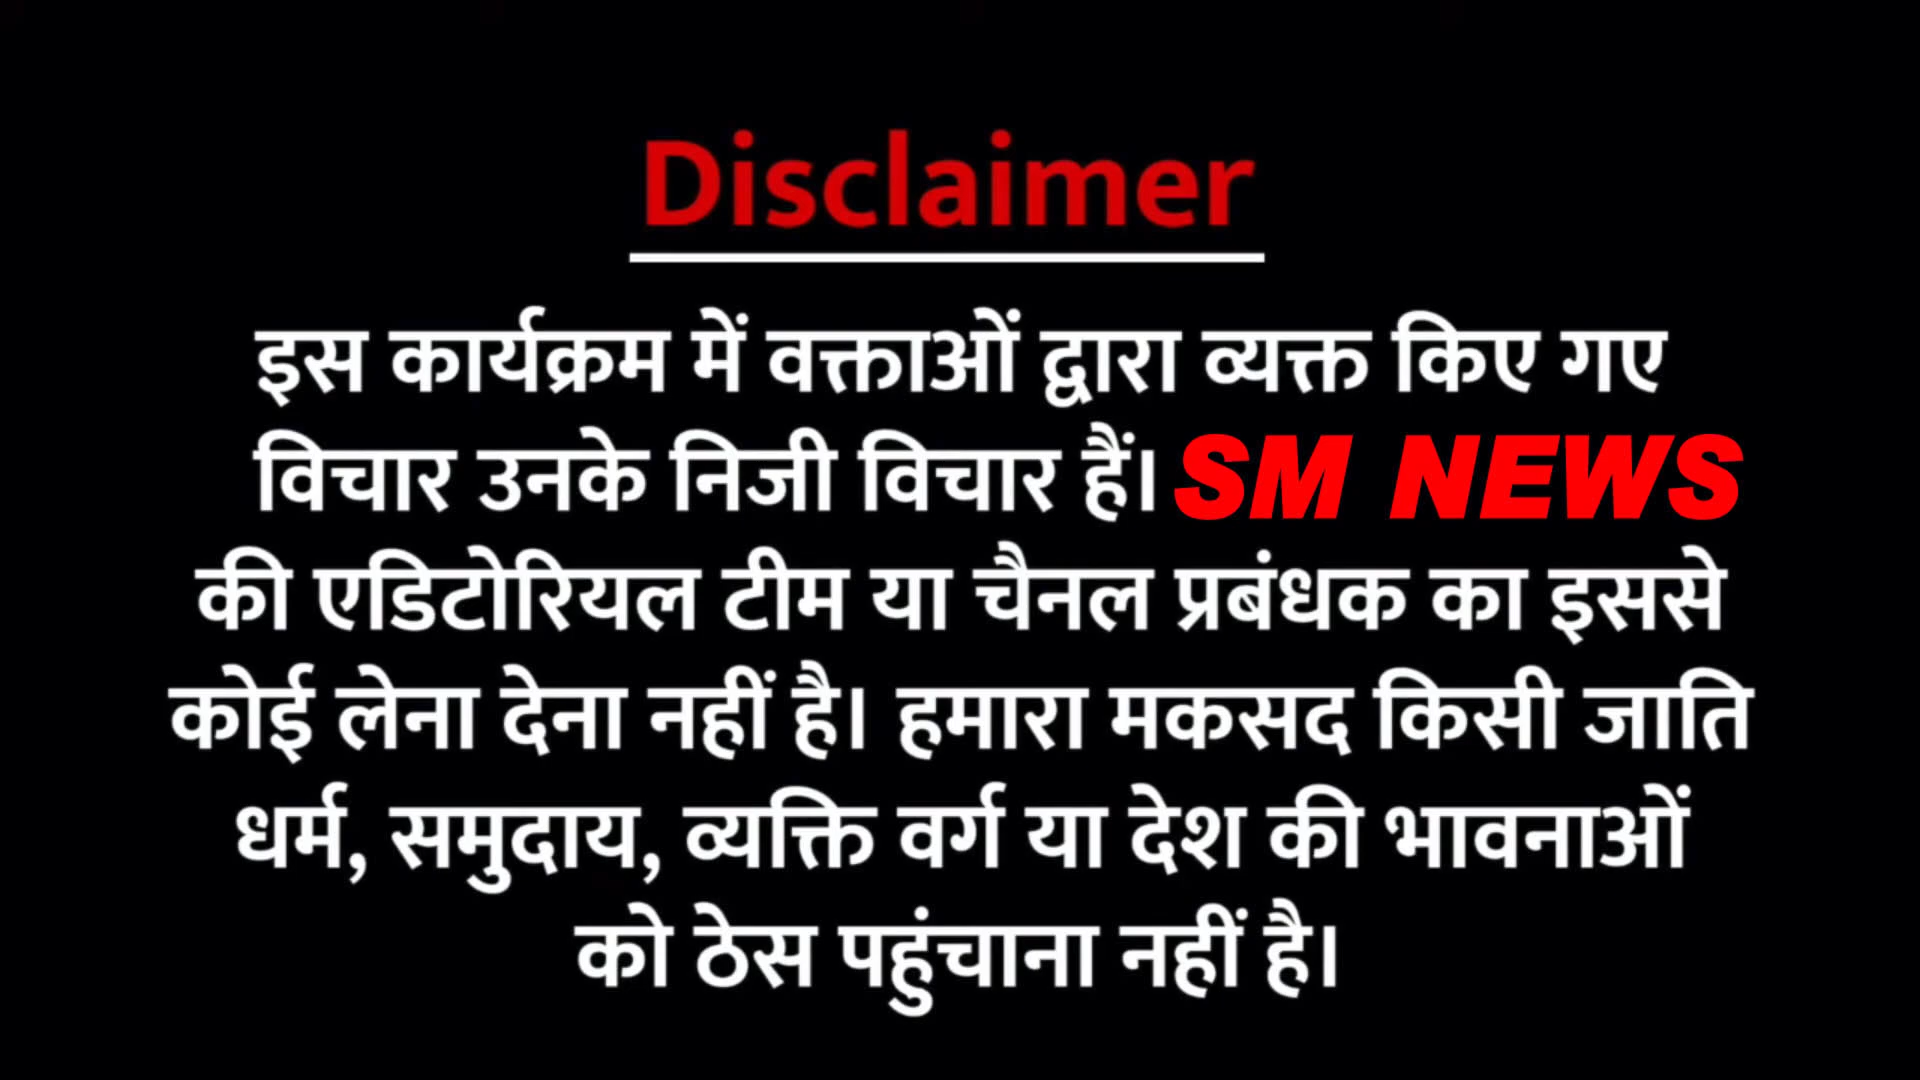 Disclaimer
इस कार्यक्रम में वक्ताओं द्वारा व्यक्त किए गए
विचार उनके निजी विचार हैं। SM NEWS
की एडिटोरियल टीम या चैनल प्रबंधक का इससे
कोई लेना देना नहीं है। हमारा मकसद किसी जाति
धर्म, समुदाय, व्यक्ति वर्ग या देश की भावनाओं
को ठेस पहुंचाना नहीं है।